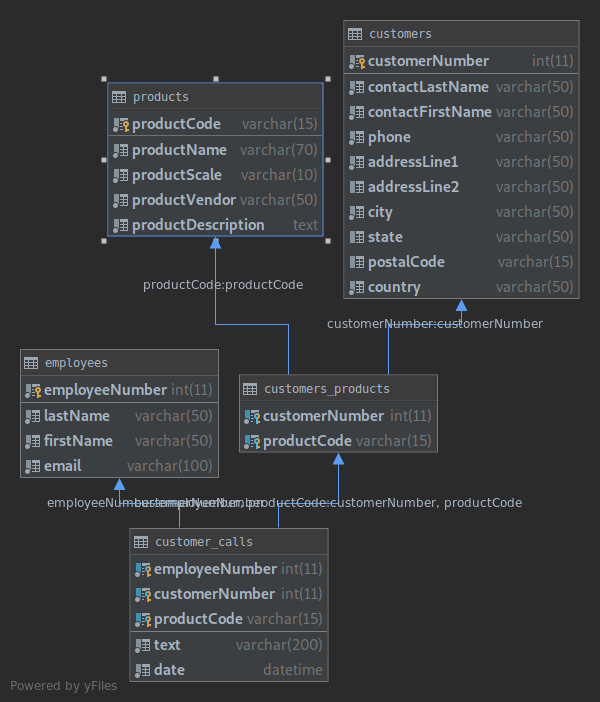 customers
customerNumber int(11)
contactLastName varchar(50)
contactFirstName varchar(50)
phone varchar(50)
addressLine1 varchar(50)
addressLine2 varchar(50)
city varchar(50)
state varchar(50)
postalCode varchar(15)
country varchar(50)
products
productCode varchar(15)
productName varchar(70)
productScale varchar(10)
productVendor varchar(50)
productDescription text
productCode:productCode
customerNumber:customerNumber
employees
employeeNumber int(11)
lastName varchar(50)
firstName varchar(50)
email varchar(100)
customers_products
customerNumber int(11)
productCode varchar(15)
employeeNumber:employeeNumber
customerNumber, productCode:customerNumber, productCode
customer_calls
employeeNumber int(11)
customerNumber int(11)
productCode varchar(15)
text varchar(200)
date datetime
Powered by yFiles